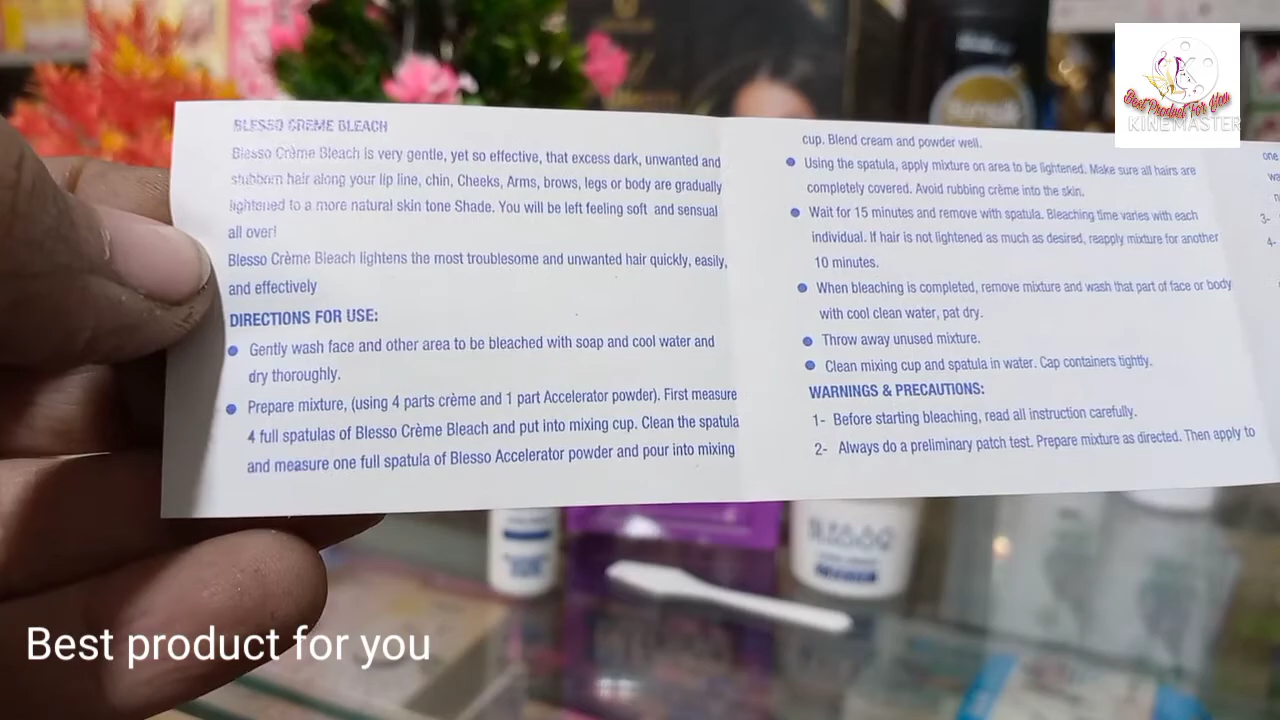 BLESSO CREME BLEACH
Blesso Crème Bleach is very gentle, yet so effective, that excess dark, unwanted and
stubborn hair along your lip line, chin, Cheeks, Arms, brows, legs or body are gradually
lightened to a more natural skin tone Shade. You will be left feeling soft and sensual
all over!
Blesso Crème Bleach lightens the most troublesome and unwanted hair quickly, easily,
and effectively
DIRECTIONS FOR USE:
● Gently wash face and other area to be bleached with soap and cool water and
dry thoroughly.
● Prepare mixture, (using 4 parts crème and 1 part Accelerator powder). First measure
4 full spatulas of Blesso Crème Bleach and put into mixing cup. Clean the spatula
and measure one full spatula of Blesso Accelerator powder and pour into mixing
cup. Blend cream and powder well.
● Using the spatula, apply mixture on area to be lightened. Make sure all hairs are
completely covered. Avoid rubbing crème into the skin.
● Wait for 15 minutes and remove with spatula. Bleaching time varies with each
individual. If hair is not lightened as much as desired, reapply mixture for another
10 minutes.
● When bleaching is completed, remove mixture and wash that part of face or body
with cool clean water, pat dry.
● Throw away unused mixture.
● Clean mixing cup and spatula in water. Cap containers tightly.
WARNINGS & PRECAUTIONS:
1- Before starting bleaching, read all instruction carefully.
2- Always do a preliminary patch test. Prepare mixture as directed. Then apply to
one
3-
4-
Best Product For You
KINEMASTER
Best product for you